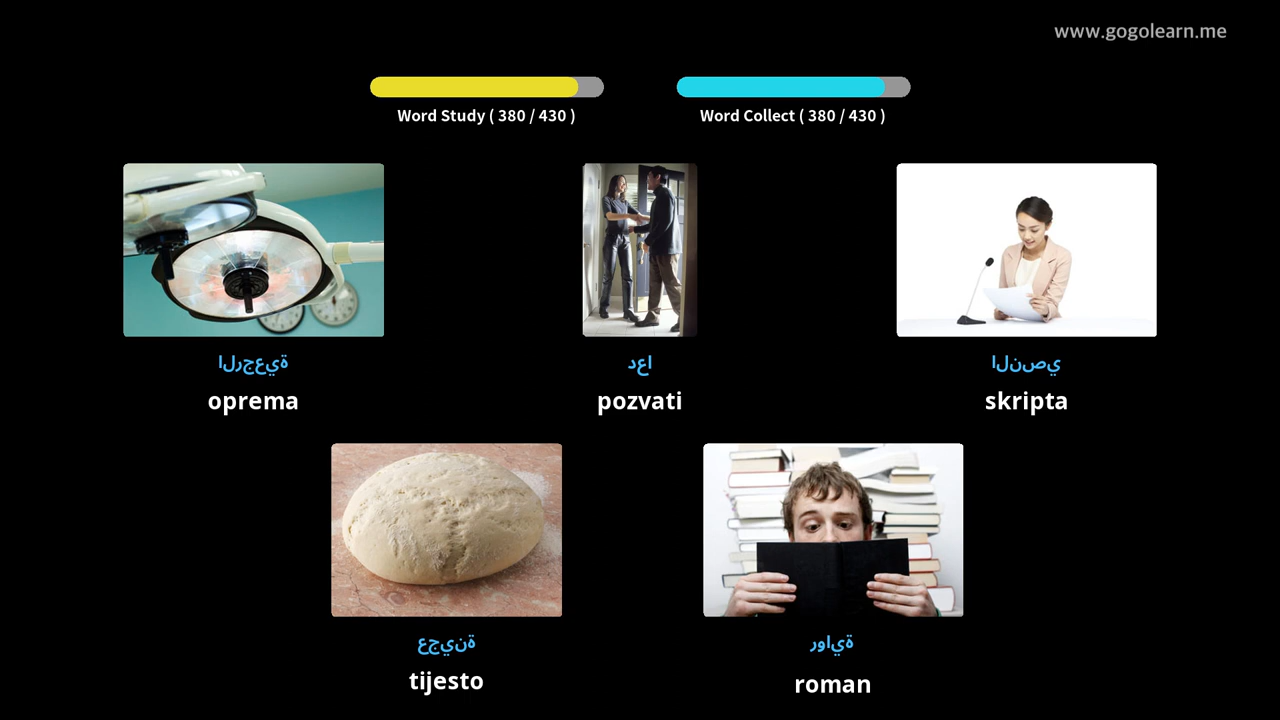 www.gogolearn.me
Word Study ( 380 / 430 )
Word Collect ( 380 / 430 )
الرجعية
oprema
دعا
pozvati
النصي
skripta
عجينة
tijesto
رواية
roman